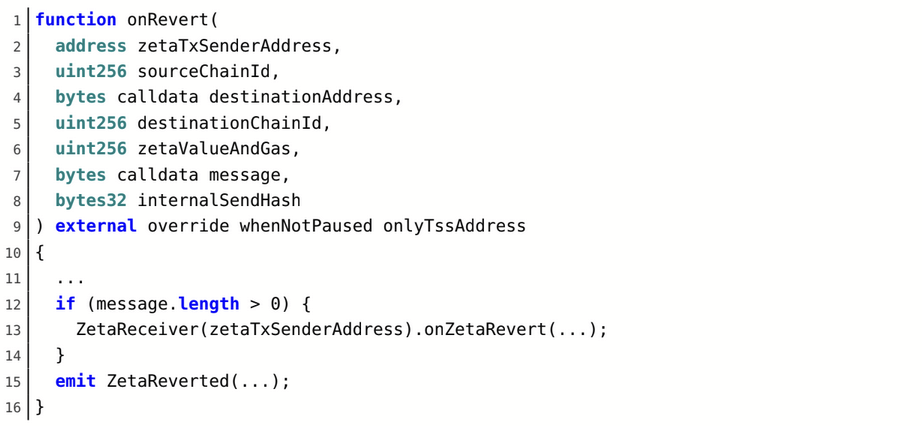 1 function onRevert(
2 address zetaTxSenderAddress,
3 uint256 sourceChainId,
4 bytes calldata destinationAddress,
5 uint256 destinationChainId,
6 uint256 zetaValueAndGas,
7 bytes calldata message,
8 bytes32 internalSendHash
9 ) external override whenNotPaused onlyTssAddress
10 {
11 ...
12 if (message.length > 0) {
13 ZetaReceiver(zetaTxSenderAddress).onZetaRevert(...);
14 }
15 emit ZetaReverted(...);
16 }